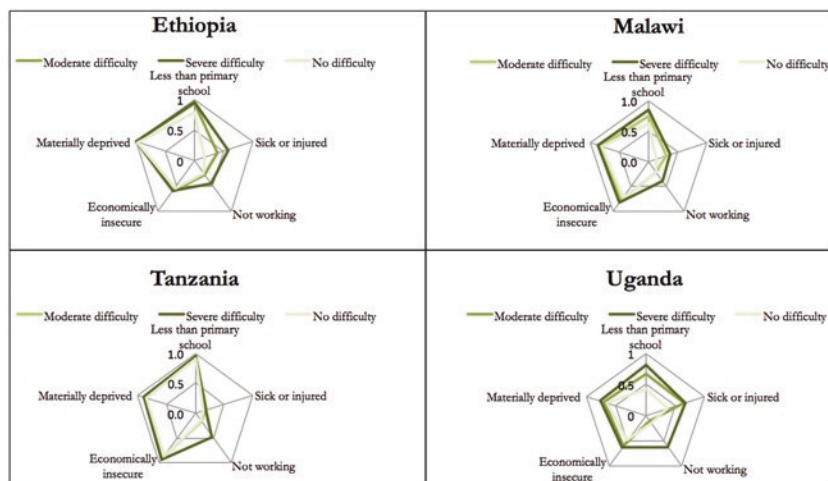 Ethiopia
Moderate difficulty Severe difficulty No difficulty
Less than primary
school
1
0.5
0
Materially deprived Sick or injured
Economically
insecure
Not working
Malawi
Moderate difficulty Severe difficulty No difficulty
Less than primary
school
1.0
0.5
0.0
Materially deprived Sick or injured
Economically
insecure
Not working
Tanzania
Moderate difficulty Severe difficulty No difficulty
Less than primary
school
1.0
0.5
0.0
Materially deprived Sick or injured
Economically
insecure
Not working
Uganda
Moderate difficulty Severe difficulty No difficulty
Less than primary
school
1
0.5
0
Materially deprived Sick or injured
Economically
insecure
Not working